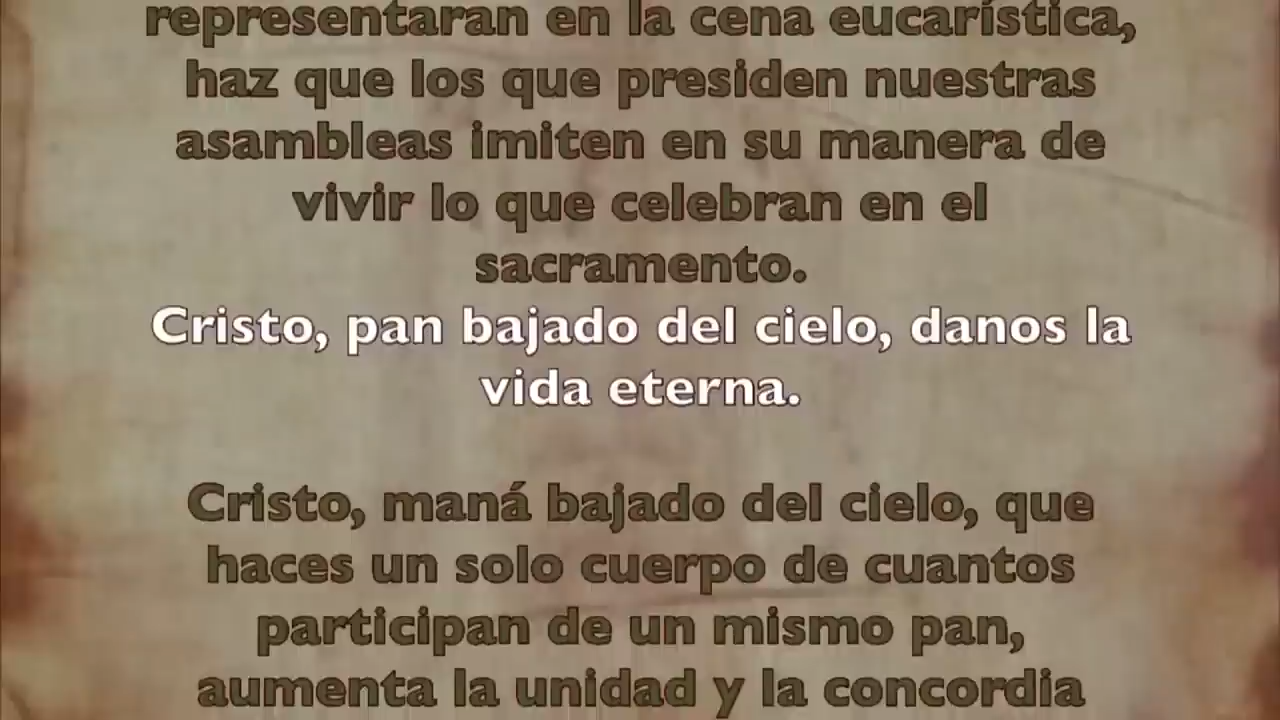 representaran en la cena eucarística,
haz que los que presiden nuestras
asambleas imiten en su manera de
vivir lo que celebran en el
sacramento.
Cristo, pan bajado del cielo, danos la
vida eterna.
Cristo, maná bajado del cielo, que
haces un solo cuerpo de cuantos
participan de un mismo pan,
aumenta la unidad y la concordia